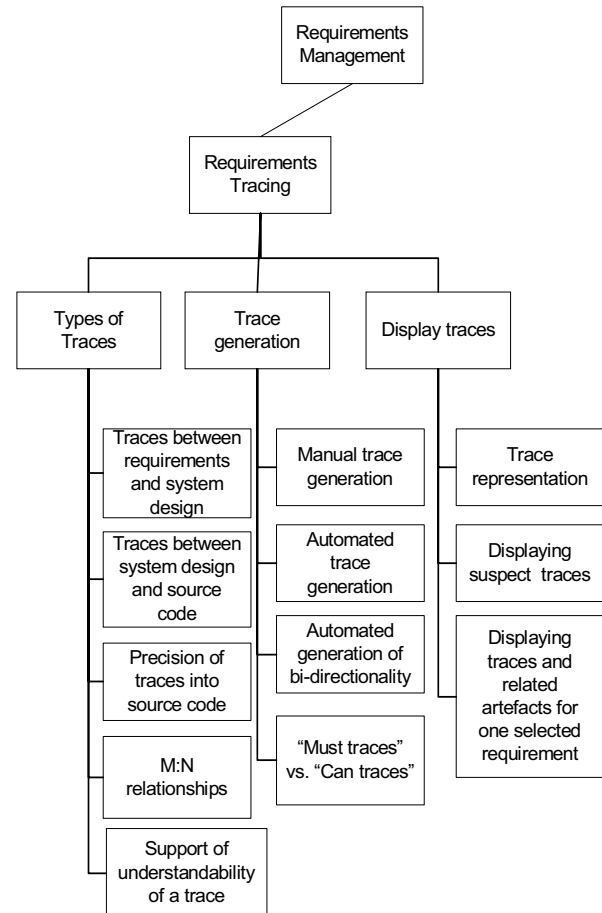 Requirements
Management
Requirements
Tracing
Types of
Traces
Trace
generation
Display traces
Traces between
requirements
and system
design
Traces between
system design
and source
code
Precision of
traces into
source code
M:N
relationships
Support of
understandability
of a trace
Manual trace
generation
Automated
trace
generation
Automated
generation of
bi-directionality
“Must traces”
vs. “Can traces”
Trace
representation
Displaying
suspect traces
Displaying
traces and
related
artefacts for
one selected
requirement